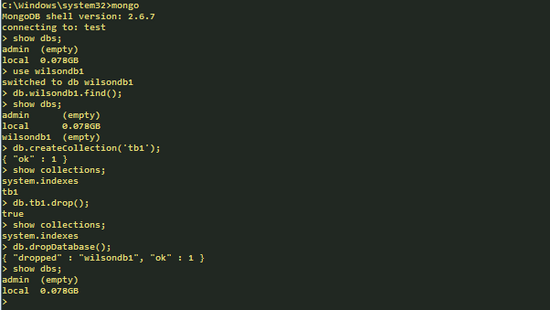 C:\Windows\system32>mongo
MongoDB shell version: 2.6.7
connecting to: test
> show dbs;
admin  (empty)
local  0.078GB
> use wilsondb1
switched to db wilsondb1
> db.wilsondb1.find();
> show dbs;
admin      (empty)
local      0.078GB
wilsondb1  (empty)
> db.createCollection('tb1');
{ "ok" : 1 }
> show collections;
system.indexes
tb1
> db.tb1.drop();
true
> show collections;
system.indexes
> db.dropDatabase();
{ "dropped" : "wilsondb1", "ok" : 1 }
> show dbs;
admin  (empty)
local  0.078GB
>